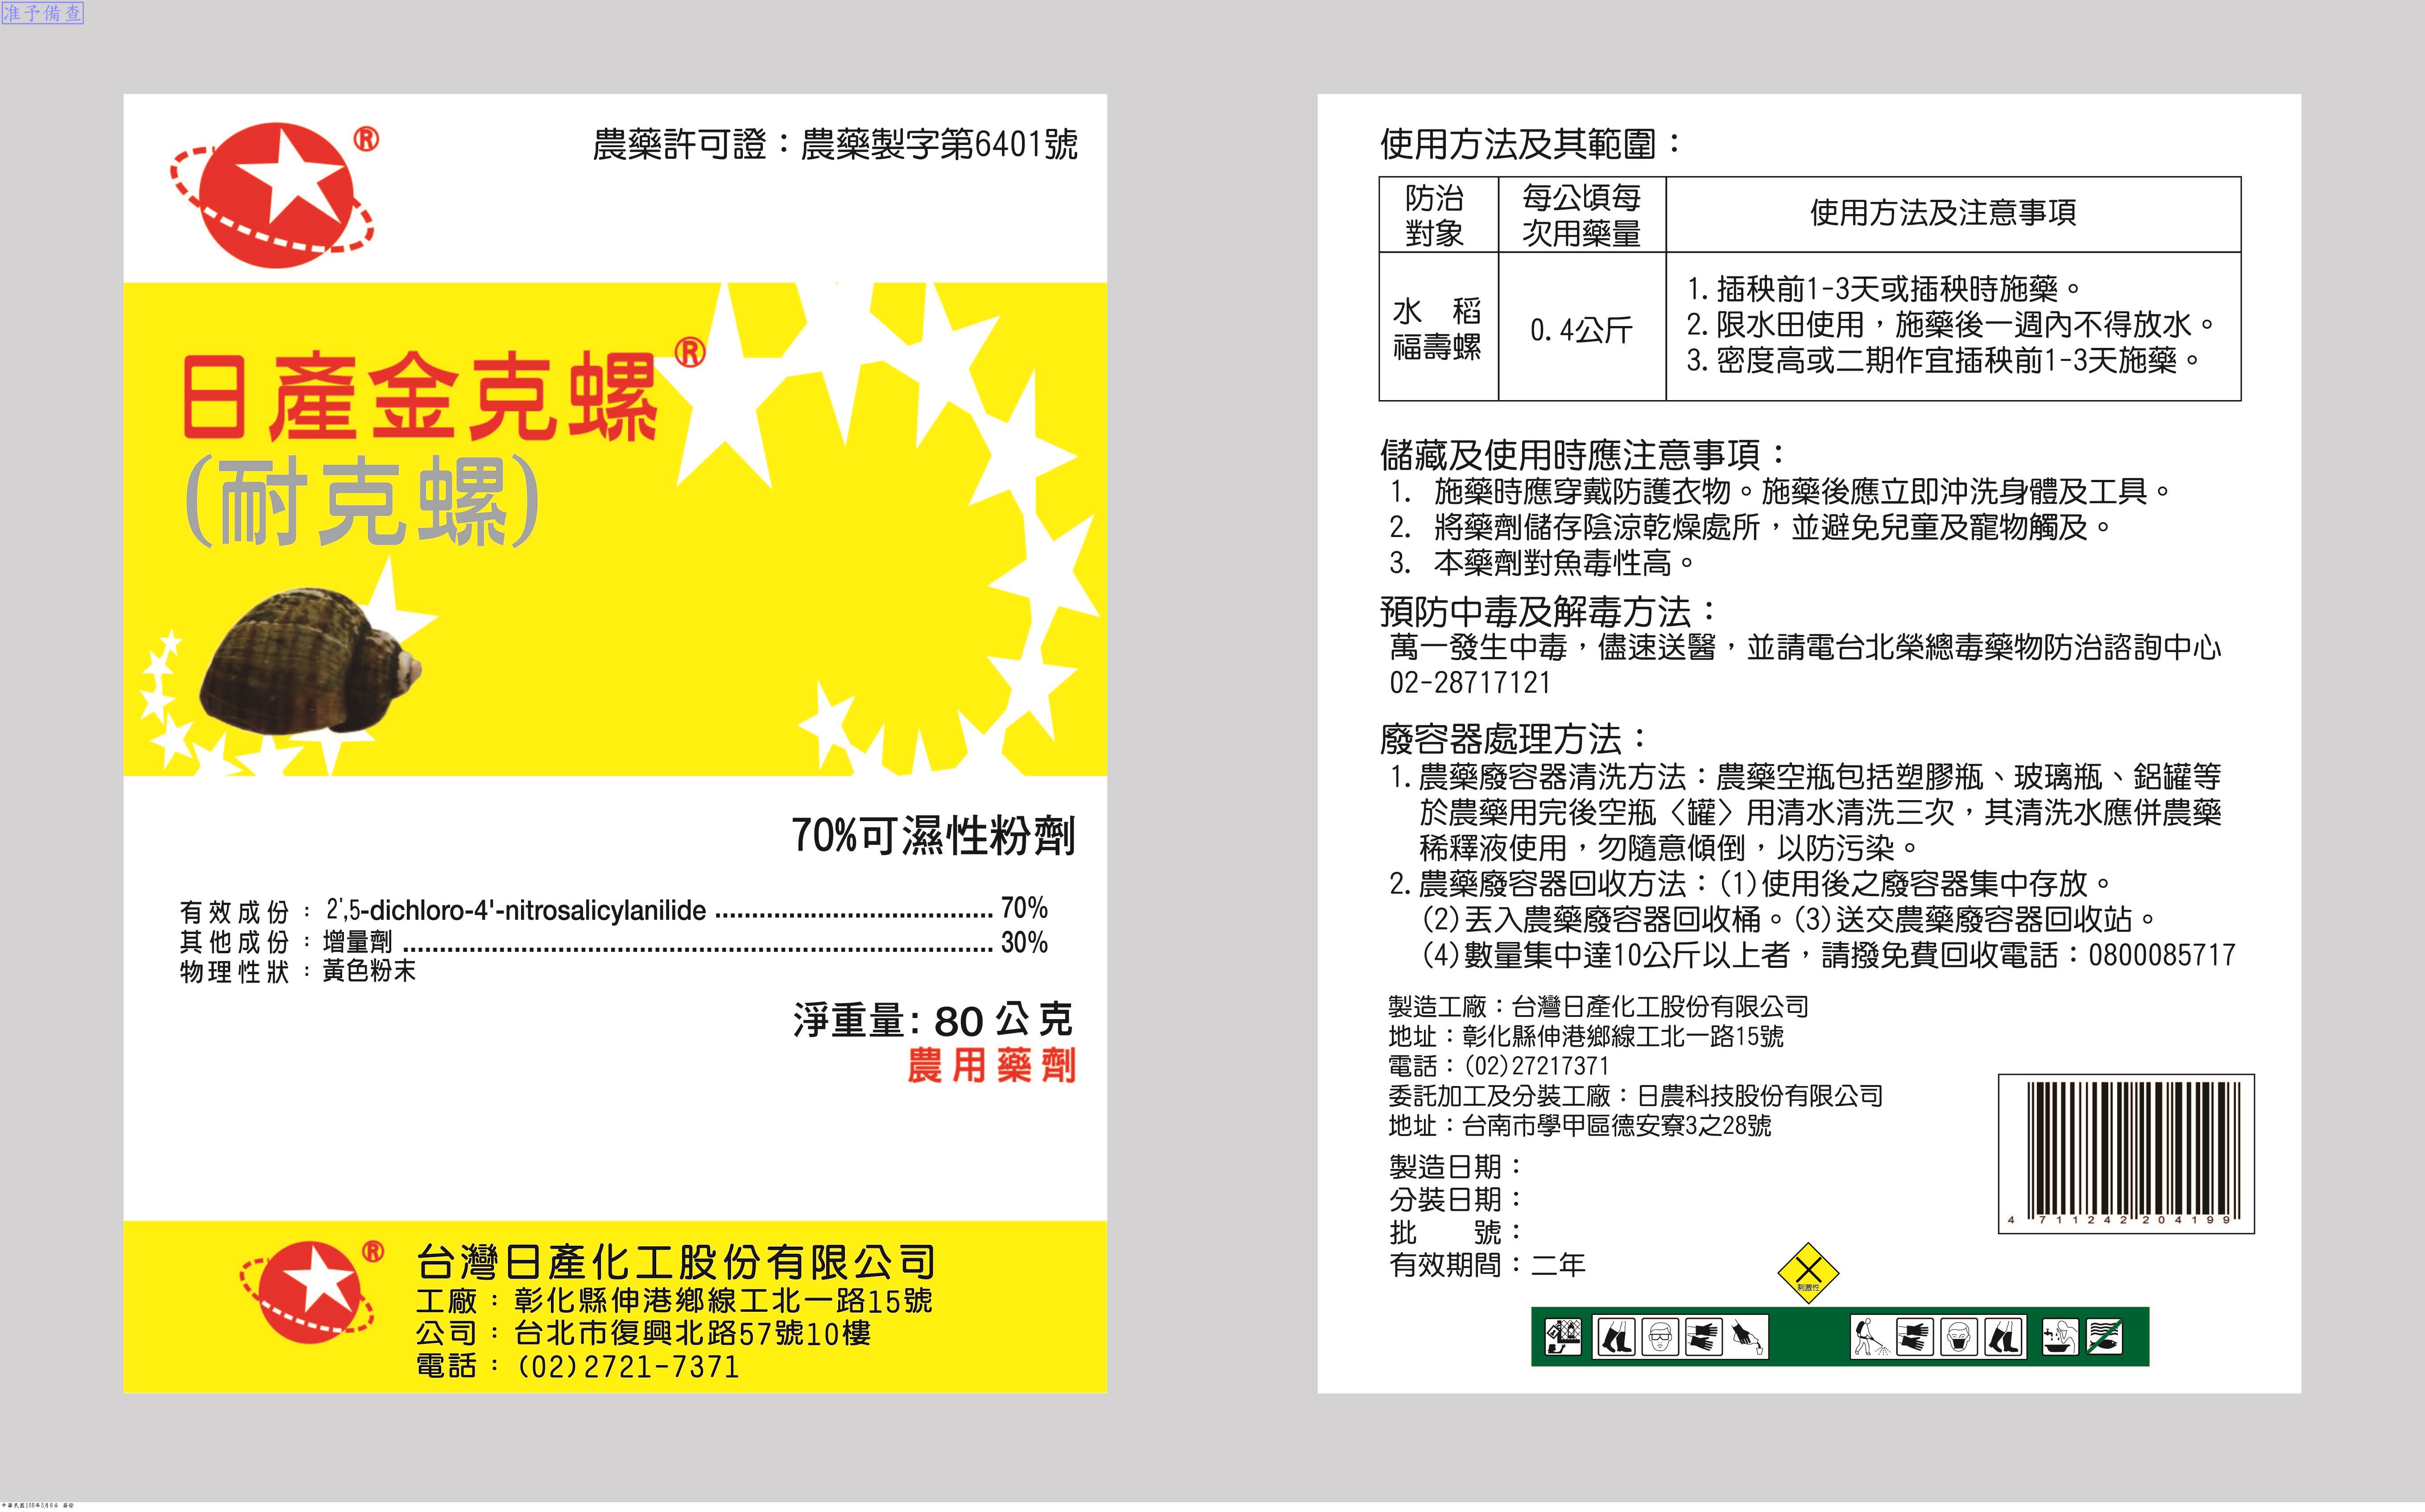 准予備查
®
農藥許可證：農藥製字第6401號
日產金克螺®
(耐克螺)
70%可濕性粉劑
有效成份：2',5-dichloro-4'-nitrosalicylanilide ...................................... 70%
其他成份：增量劑 ................................................................................ 30%
物理性狀：黃色粉末
淨重量: 80 公克
農用藥劑
®
台灣日產化工股份有限公司
工廠：彰化縣伸港鄉線工北一路15號
公司：台北市復興北路57號10樓
電話：(02)2721-7371
使用方法及其範圍：
防治對象 每公頃每次用藥量 使用方法及注意事項
水 稻 福壽螺 0.4公斤
1.插秧前1-3天或插秧時施藥。
2.限水田使用，施藥後一週內不得放水。
3.密度高或二期作宜插秧前1-3天施藥。
儲藏及使用時應注意事項：
1. 施藥時應穿戴防護衣物。施藥後應立即沖洗身體及工具。
2. 將藥劑儲存陰涼乾燥處所，並避免兒童及寵物觸及。
3. 本藥劑對魚毒性高。
預防中毒及解毒方法：
萬一發生中毒，儘速送醫，並請電台北榮總毒藥物防治諮詢中心
02-28717121
廢容器處理方法：
1.農藥廢容器清洗方法：農藥空瓶包括塑膠瓶、玻璃瓶、鋁罐等
於農藥用完後空瓶〈罐〉用清水清洗三次，其清洗水應併農藥
稀釋液使用，勿隨意傾倒，以防污染。
2.農藥廢容器回收方法：(1)使用後之廢容器集中存放。
(2)丟入農藥廢容器回收桶。(3)送交農藥廢容器回收站。
(4)數量集中達10公斤以上者，請撥免費回收電話：0800085717
製造工廠：台灣日產化工股份有限公司
地址：彰化縣伸港鄉線工北一路15號
電話：(02)27217371
委託加工及分裝工廠：日農科技股份有限公司
地址：台南市學甲區德安寮3之28號
製造日期：
分裝日期：
批　　號：
有效期間：二年
4 711242 204199
刺激性